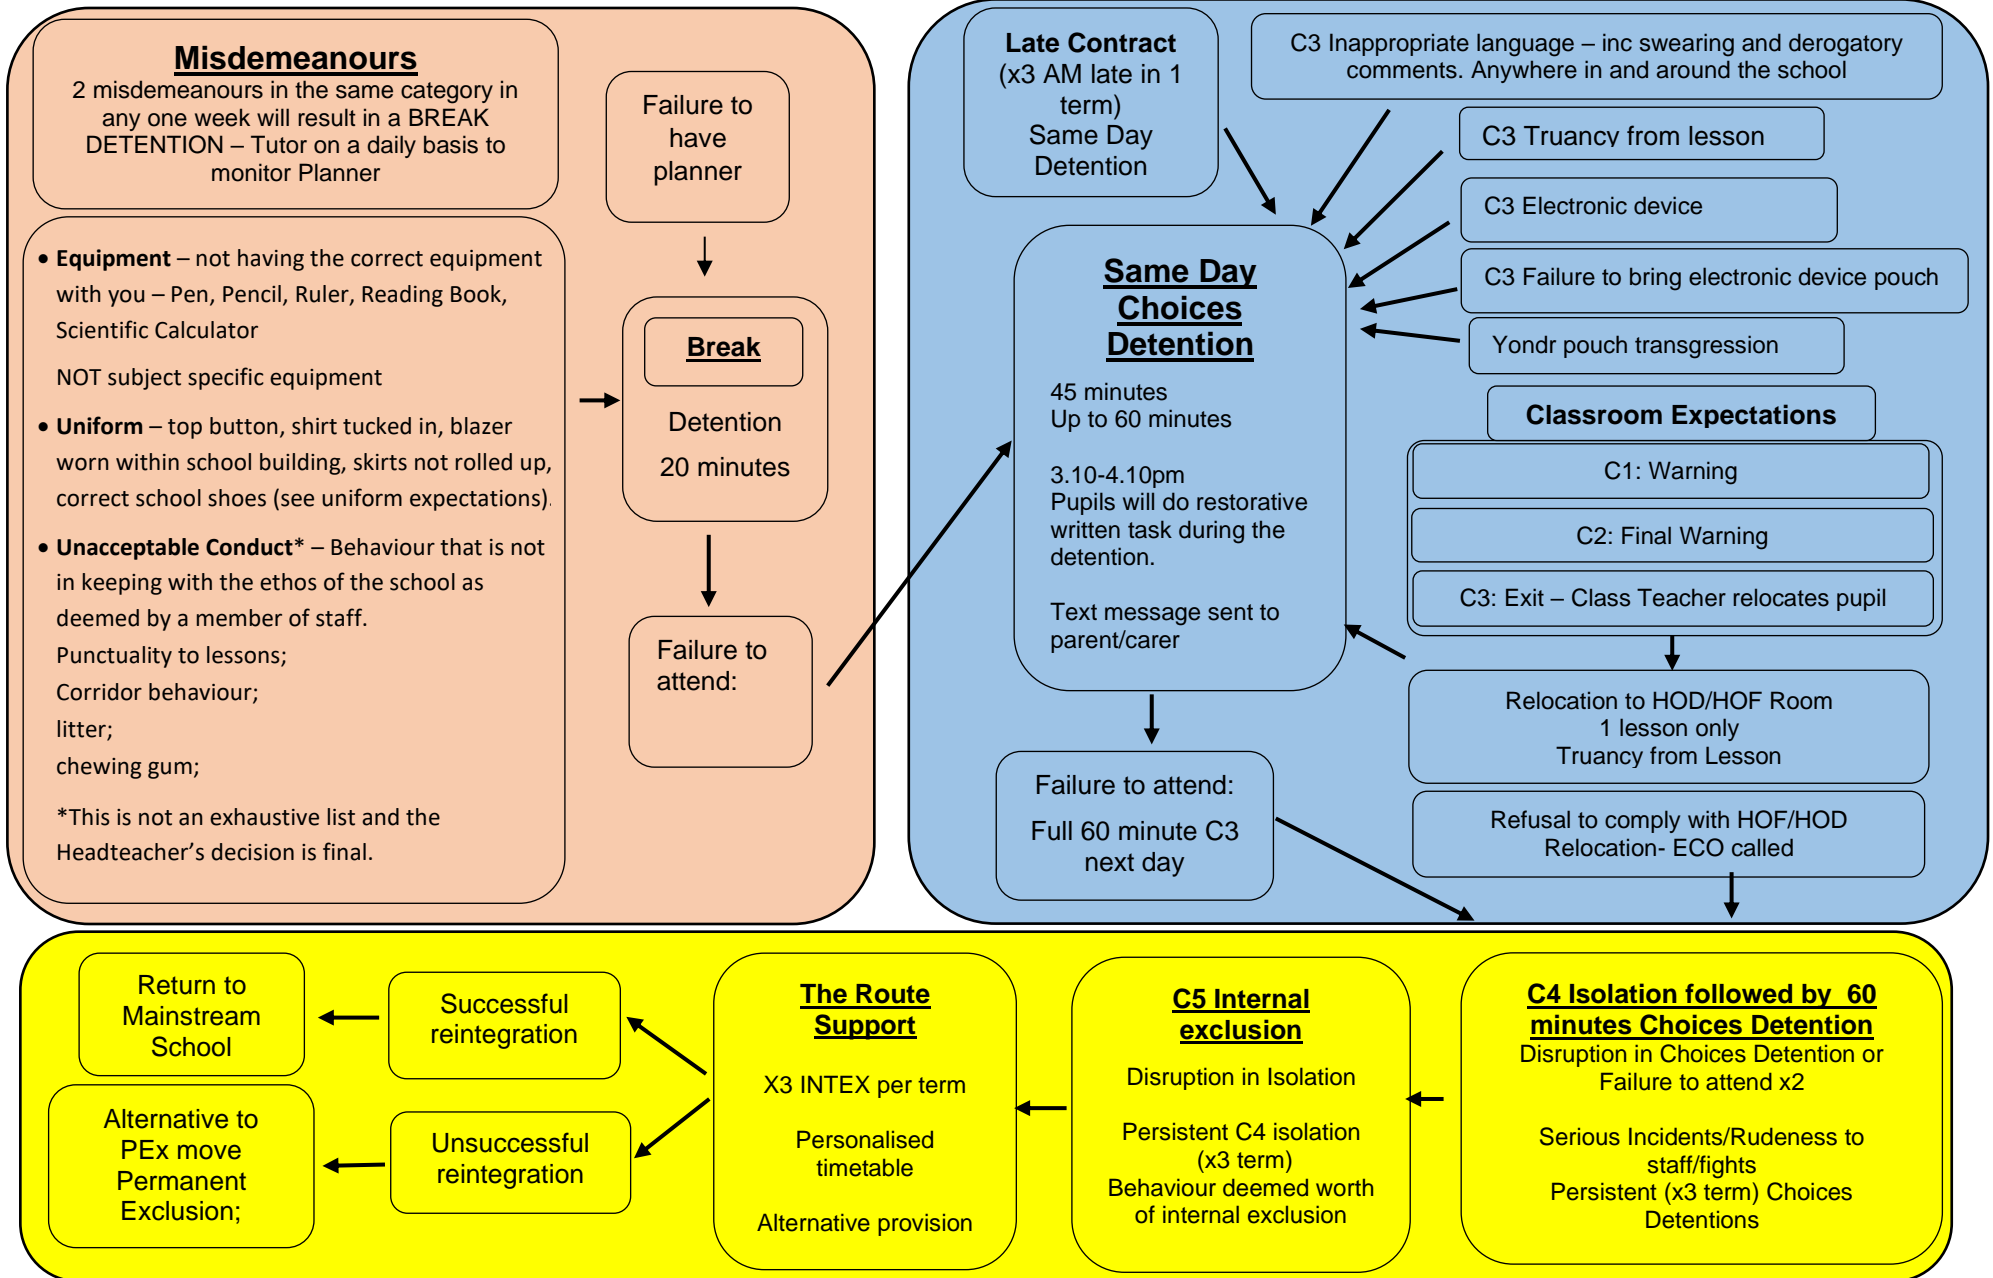 Misdemeanours
2 misdemeanours in the same category in
any one week will result in a BREAK
DETENTION – Tutor on a daily basis to
monitor Planner
• Equipment – not having the correct equipment
with you – Pen, Pencil, Ruler, Reading Book,
Scientific Calculator
NOT subject specific equipment
• Uniform – top button, shirt tucked in, blazer
worn within school building, skirts not rolled up,
correct school shoes (see uniform expectations).
• Unacceptable Conduct* – Behaviour that is not
in keeping with the ethos of the school as
deemed by a member of staff.
Punctuality to lessons;
Corridor behaviour;
litter;
chewing gum;
*This is not an exhaustive list and the
Headteacher's decision is final.
Failure to
have
planner
Break
Detention
20 minutes
Failure to
attend:
Late Contract
(x3 AM late in 1
term)
Same Day
Detention
C3 Inappropriate language – inc swearing and derogatory
comments. Anywhere in and around the school
C3 Truancy from lesson
C3 Electronic device
C3 Failure to bring electronic device pouch
Yondr pouch transgression
Same Day
Choices
Detention
45 minutes
Up to 60 minutes
3.10-4.10pm
Pupils will do restorative
written task during the
detention.
Text message sent to
parent/carer
Failure to attend:
Full 60 minute C3
next day
Classroom Expectations
C1: Warning
C2: Final Warning
C3: Exit – Class Teacher relocates pupil
Relocation to HOD/HOF Room
1 lesson only
Truancy from Lesson
Refusal to comply with HOF/HOD
Relocation- ECO called
Return to
Mainstream
School
Successful
reintegration
Alternative to
PEx move
Permanent
Exclusion;
Unsuccessful
reintegration
The Route
Support
X3 INTEX per term
Personalised
timetable
Alternative provision
C5 Internal
exclusion
Disruption in Isolation
Persistent C4 isolation
(x3 term)
Behaviour deemed worth
of internal exclusion
C4 Isolation followed by 60
minutes Choices Detention
Disruption in Choices Detention or
Failure to attend x2
Serious Incidents/Rudeness to
staff/fights
Persistent (x3 term) Choices
Detentions